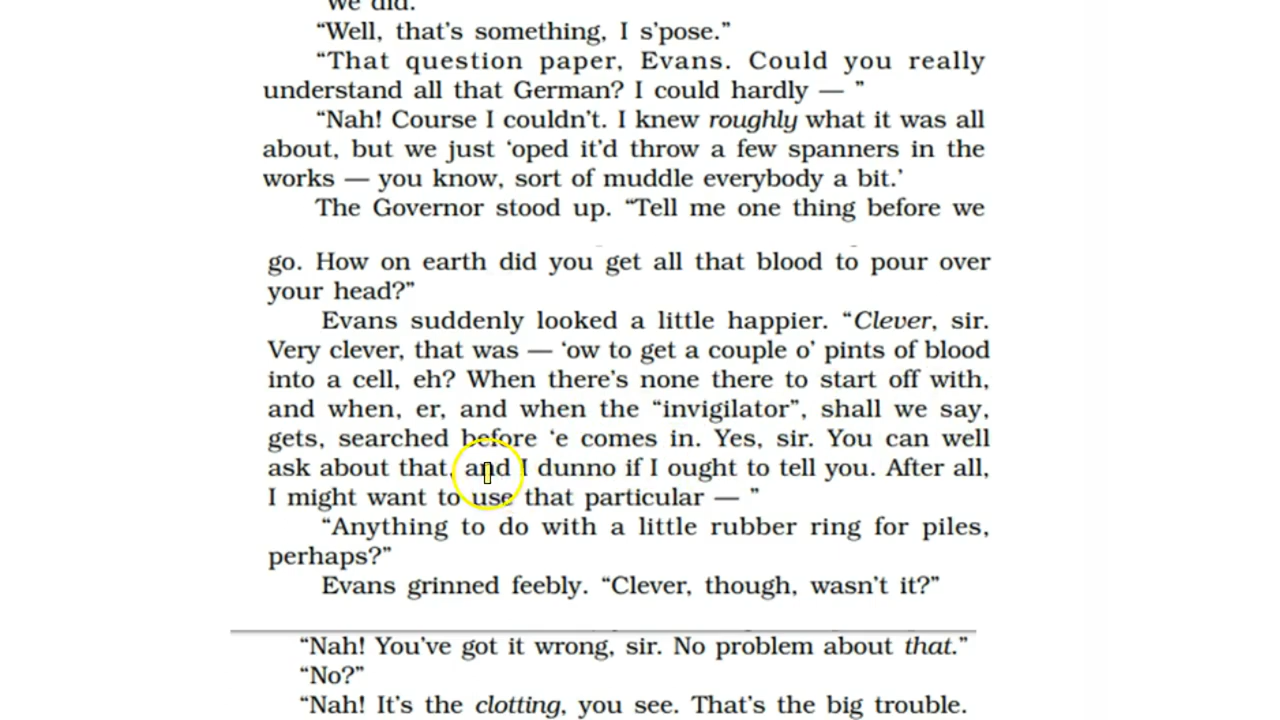 "We did."
"Well, that's something, I s'pose."
"That question paper, Evans. Could you really
understand all that German? I could hardly — "
"Nah! Course I couldn't. I knew roughly what it was all
about, but we just 'oped it'd throw a few spanners in the
works — you know, sort of muddle everybody a bit.'
The Governor stood up. "Tell me one thing before we
go. How on earth did you get all that blood to pour over
your head?"
Evans suddenly looked a little happier. "Clever, sir.
Very clever, that was — 'ow to get a couple o' pints of blood
into a cell, eh? When there's none there to start off with,
and when, er, and when the "invigilator", shall we say,
gets, searched before 'e comes in. Yes, sir. You can well
ask about that, and I dunno if I ought to tell you. After all,
I might want to use that particular — "
"Anything to do with a little rubber ring for piles,
perhaps?"
Evans grinned feebly. "Clever, though, wasn't it?"
"Nah! You've got it wrong, sir. No problem about that."
"No?"
"Nah! It's the clotting, you see. That's the big trouble.